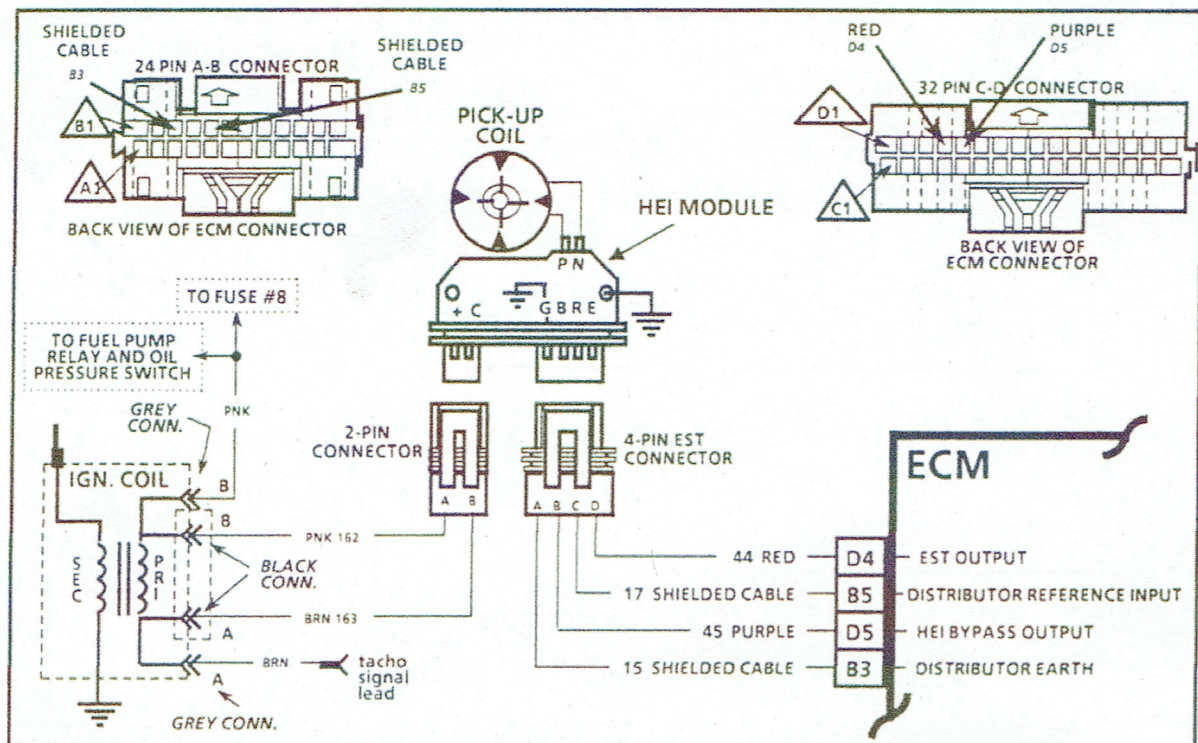 SHIELDED
CABLE
B3
24 PIN A-B CONNECTOR
SHIELDED
CABLE
B5
B1
A1
BACK VIEW OF ECM CONNECTOR
PICK-UP
COIL
HEI MODULE
P N
+ C
G B R E
RED
D4
PURPLE
D5
32 PIN C-D CONNECTOR
D1
C1
BACK VIEW OF
ECM CONNECTOR
TO FUSE #8
TO FUEL PUMP
RELAY AND OIL
PRESSURE SWITCH
GREY
CONN.
PNK
2-PIN
CONNECTOR
A B
4-PIN EST
CONNECTOR
A B C D
IGN. COIL
B
B
PNK 162
SEC
PRI
BLACK
CONN.
BRN 163
A
BRN
tacho
signal
lead
A
GREY CONN.
ECM
44 RED D4 EST OUTPUT
17 SHIELDED CABLE B5 DISTRIBUTOR REFERENCE INPUT
45 PURPLE D5 HEI BYPASS OUTPUT
15 SHIELDED CABLE B3 DISTRIBUTOR EARTH